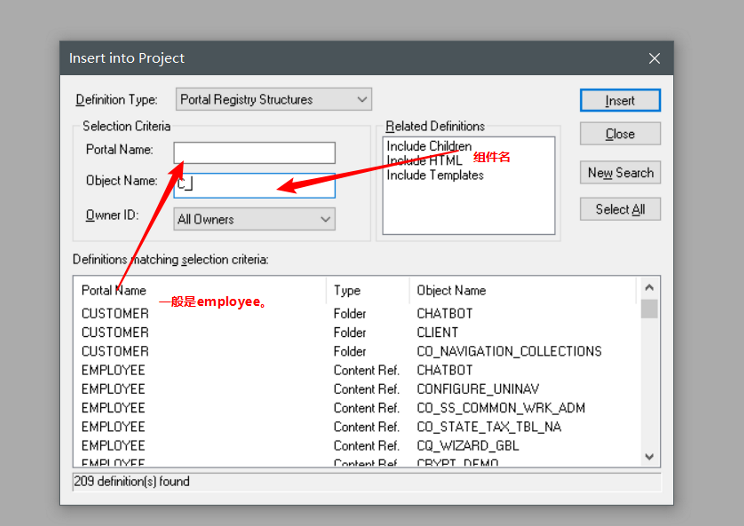 Insert into Project
Definition Type: Portal Registry Structures
Insert
Selection Criteria
Related Definitions
Portal Name:
Include Children
Include HTML
Include Templates
组件名
Close
Object Name: C_
New Search
Owner ID: All Owners
Select All
Definitions matching selection criteria:
Portal Name Type Object Name
一般是employee。
CUSTOMER Folder CHATBOT
CUSTOMER Folder CLIENT
CUSTOMER Folder CO_NAVIGATION_COLLECTIONS
EMPLOYEE Content Ref. CHATBOT
EMPLOYEE Content Ref. CONFIGURE_UNINAV
EMPLOYEE Content Ref. CO_SS_COMMON_WRK_ADM
EMPLOYEE Content Ref. CO_STATE_TAX_TBL_NA
EMPLOYEE Content Ref. CQ_WIZARD_GBL
EMPLOYEE Content Ref. CRYPT_DEMO
209 definition(s) found